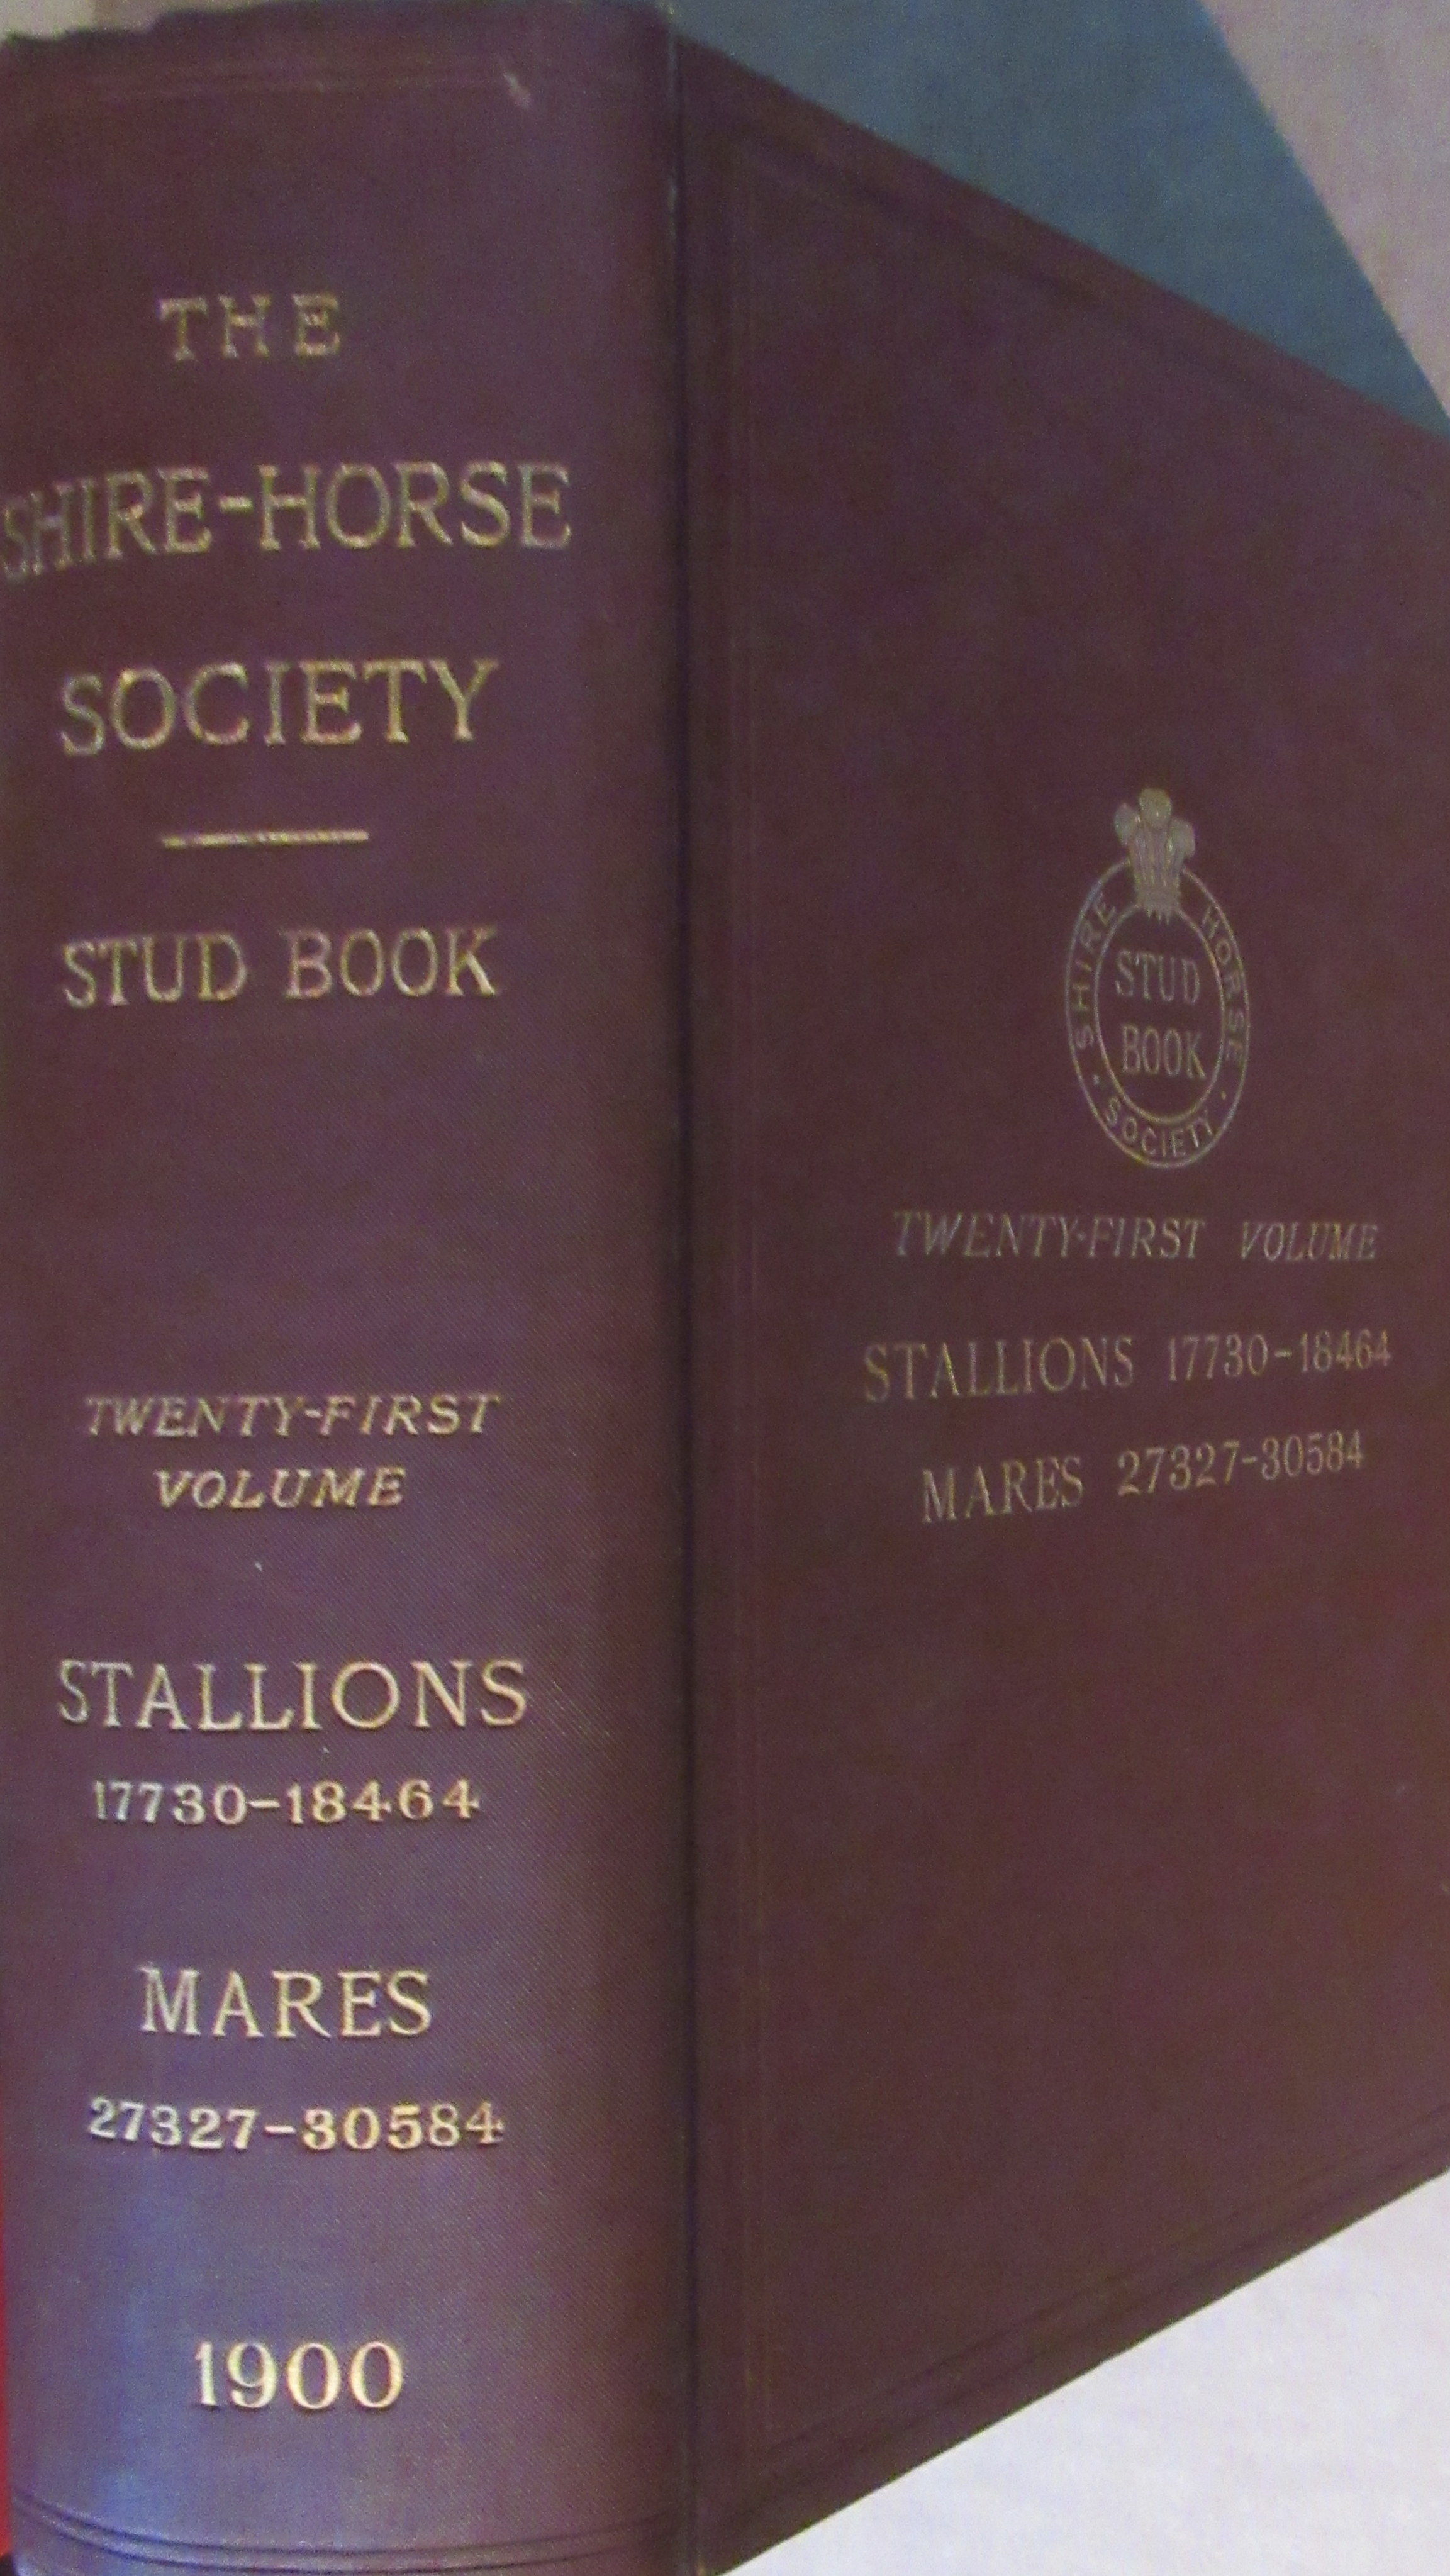 THE
SHIRE-HORSE
SOCIETY
STUD BOOK
TWENTY-FIRST
VOLUME
STALLIONS
17730-18464
MARES
27327-30584
1900
SHIRE HORSE
STUD
BOOK
· SOCIETY ·
TWENTY-FIRST VOLUME
STALLIONS 17730-18464
MARES 27327-30584